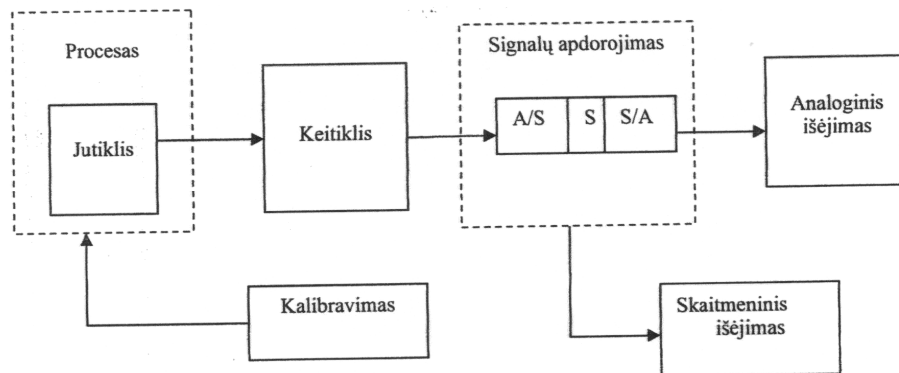 Procesas
Jutiklis
Keitiklis
Signalų apdorojimas
A/S S S/A
Analoginis
išėjimas
Kalibravimas
Skaitmeninis
išėjimas